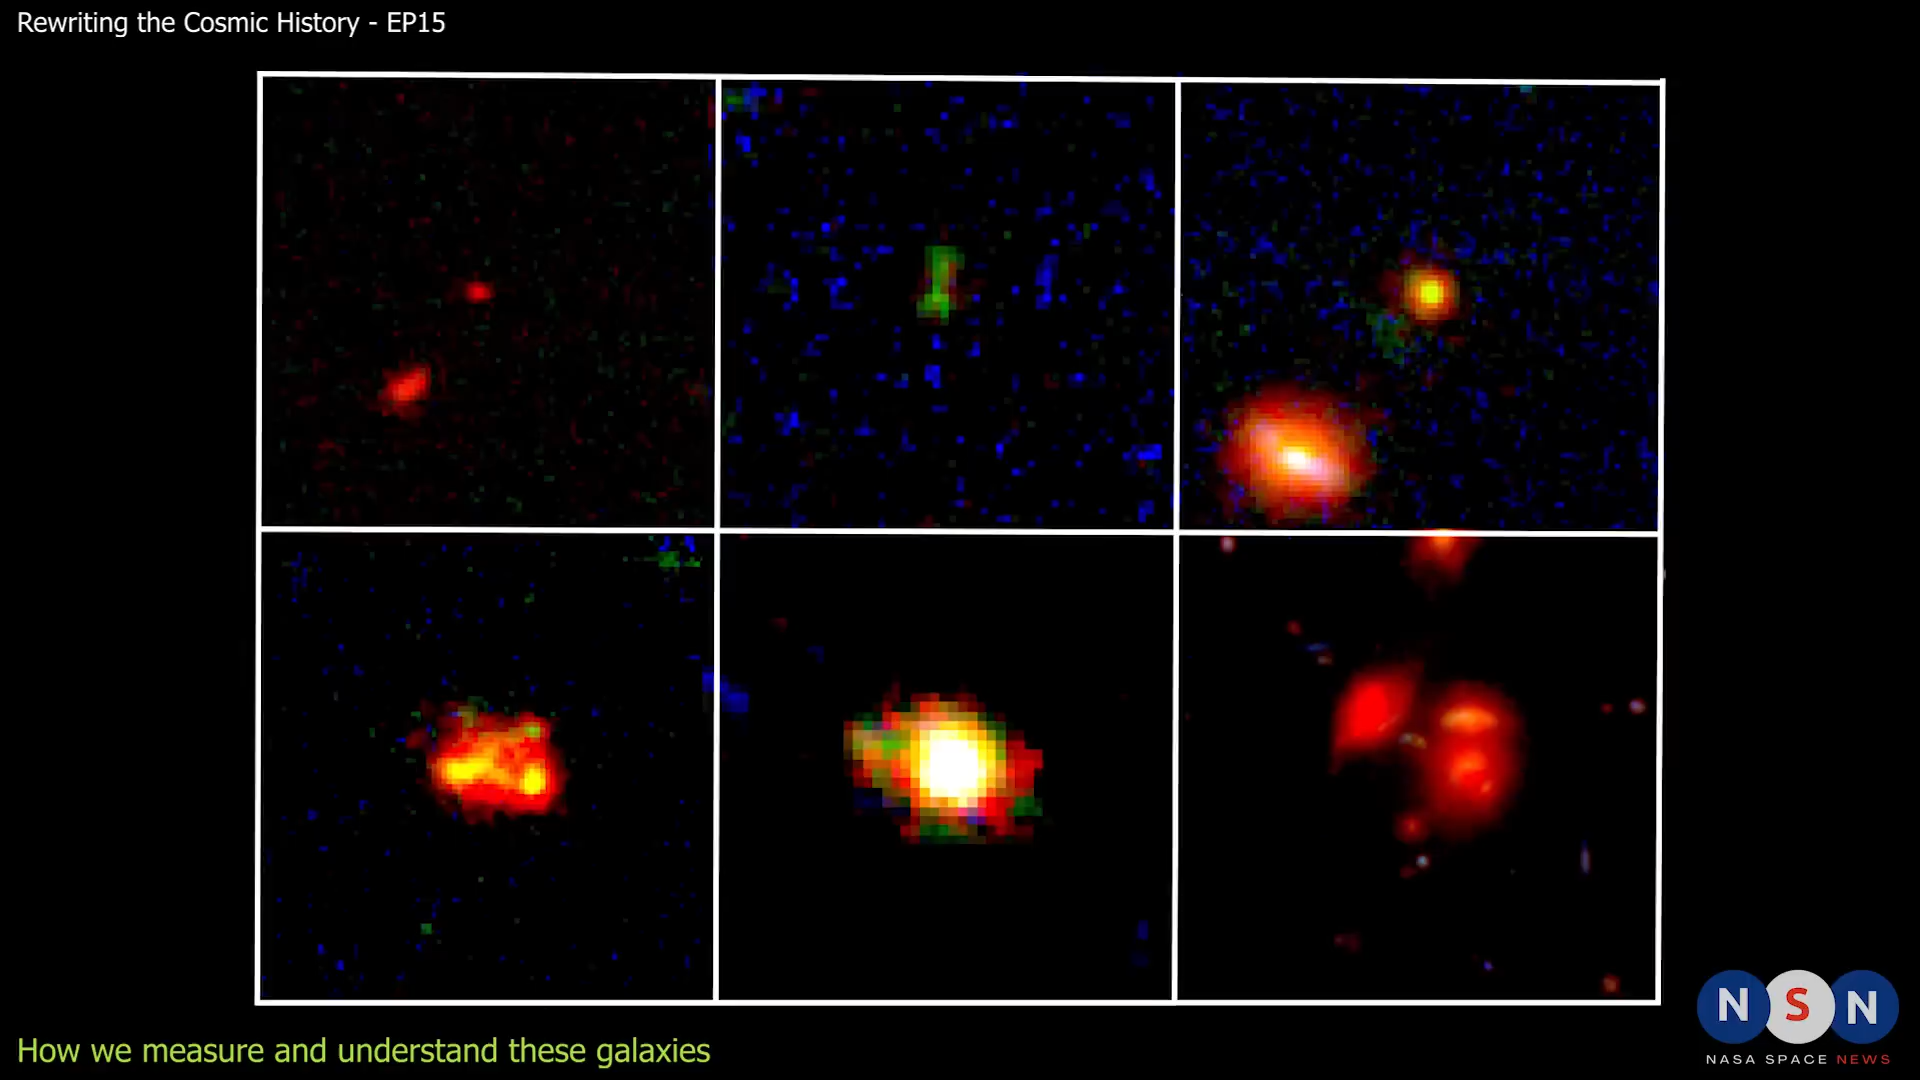 Rewriting the Cosmic History - EP15
How we measure and understand these galaxies
NSN
NASA SPACE NEWS